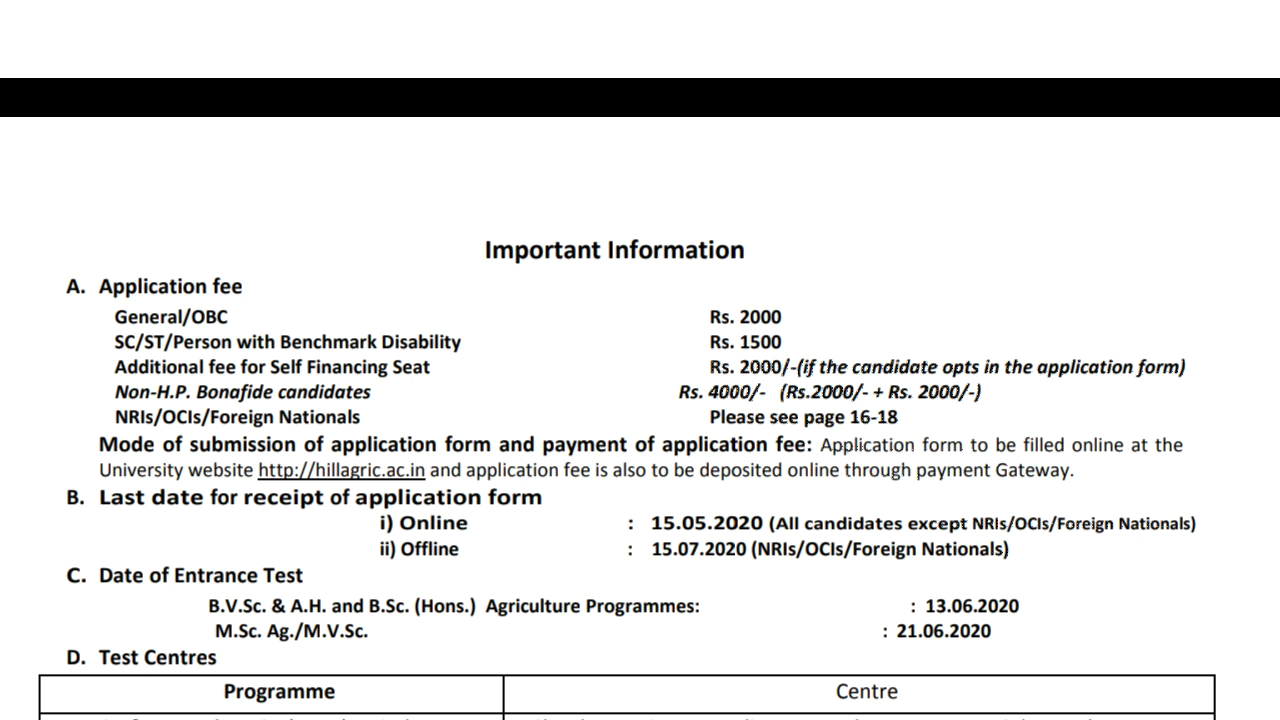 Important Information
A. Application fee
General/OBC Rs. 2000
SC/ST/Person with Benchmark Disability Rs. 1500
Additional fee for Self Financing Seat Rs. 2000/-(if the candidate opts in the application form)
Non-H.P. Bonafide candidates Rs. 4000/- (Rs.2000/- + Rs. 2000/-)
NRIs/OCIs/Foreign Nationals Please see page 16-18
Mode of submission of application form and payment of application fee: Application form to be filled online at the
University website http://hillagric.ac.in and application fee is also to be deposited online through payment Gateway.
B. Last date for receipt of application form
i) Online : 15.05.2020 (All candidates except NRIs/OCIs/Foreign Nationals)
ii) Offline : 15.07.2020 (NRIs/OCIs/Foreign Nationals)
C. Date of Entrance Test
B.V.Sc. & A.H. and B.Sc. (Hons.) Agriculture Programmes: : 13.06.2020
M.Sc. Ag./M.V.Sc. : 21.06.2020
D. Test Centres
Programme Centre